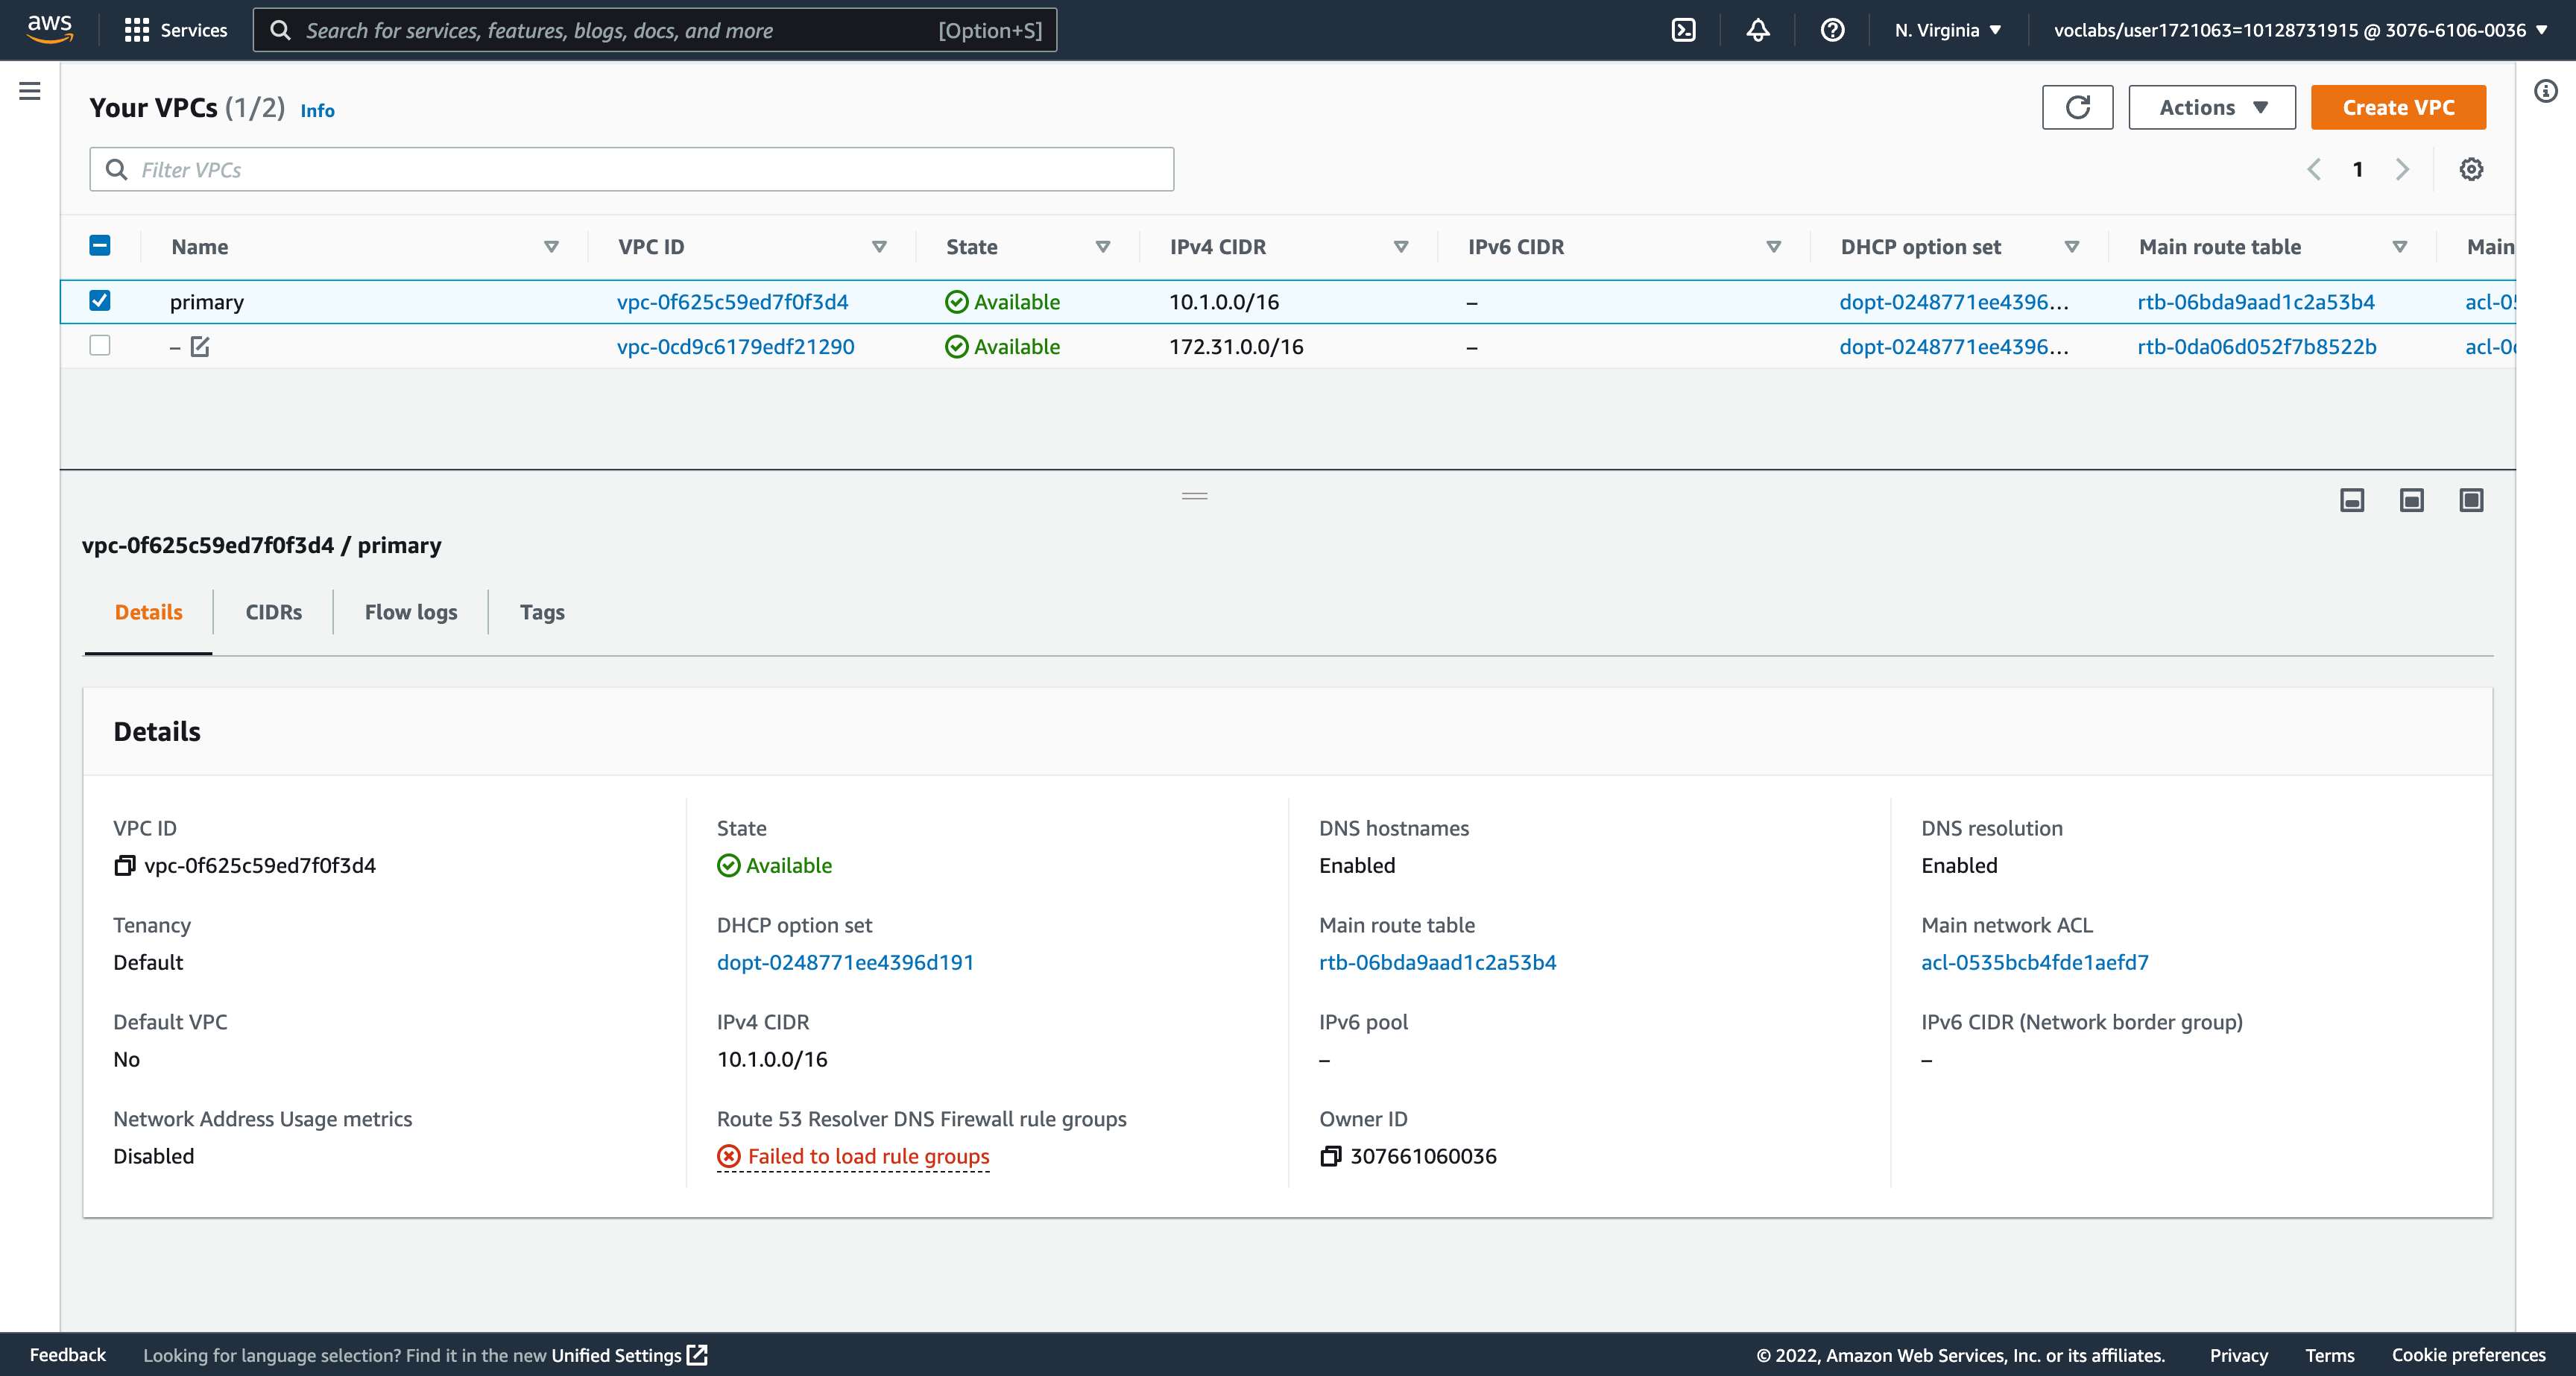 aws Services Search for services, features, blogs, docs, and more [Option+S] N. Virginia voclabs/user1721063=10128731915 @ 3076-6106-0036
Your VPCs (1/2) Info Actions Create VPC
Filter VPCs 1
Name VPC ID State IPv4 CIDR IPv6 CIDR DHCP option set Main route table Main
primary vpc-0f625c59ed7f0f3d4 Available 10.1.0.0/16 – dopt-0248771ee4396... rtb-06bda9aad1c2a53b4 acl-05
– vpc-0cd9c6179edf21290 Available 172.31.0.0/16 – dopt-0248771ee4396... rtb-0da06d052f7b8522b acl-0
vpc-0f625c59ed7f0f3d4 / primary
Details CIDRs Flow logs Tags
Details
VPC ID State DNS hostnames DNS resolution
vpc-0f625c59ed7f0f3d4 Available Enabled Enabled
Tenancy DHCP option set Main route table Main network ACL
Default dopt-0248771ee4396d191 rtb-06bda9aad1c2a53b4 acl-0535bcb4fde1aefd7
Default VPC IPv4 CIDR IPv6 pool IPv6 CIDR (Network border group)
No 10.1.0.0/16 – –
Network Address Usage metrics Route 53 Resolver DNS Firewall rule groups Owner ID
Disabled Failed to load rule groups 307661060036
Feedback Looking for language selection? Find it in the new Unified Settings © 2022, Amazon Web Services, Inc. or its affiliates. Privacy Terms Cookie preferences